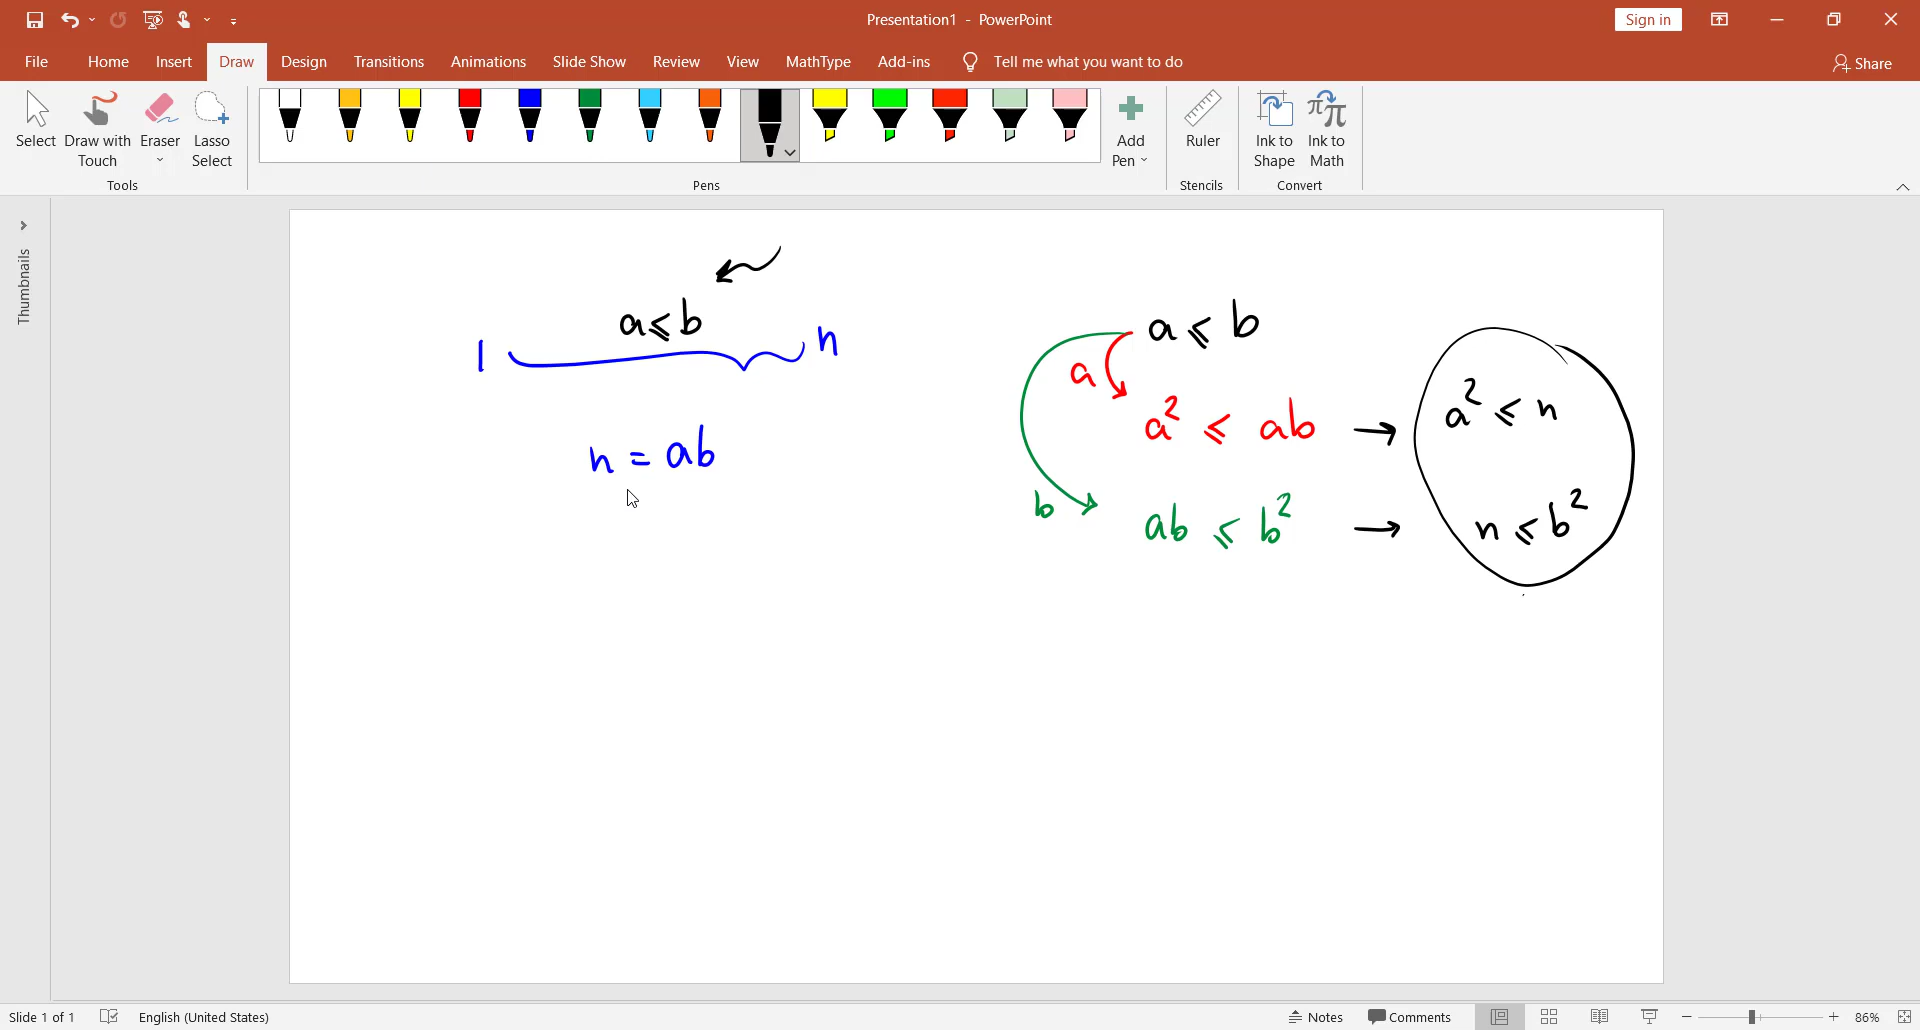 Presentation1 - PowerPoint
Sign in
File Home Insert Draw Design Transitions Animations Slide Show Review View MathType Add-ins Tell me what you want to do
Share
Select
Draw with Touch
Eraser
Lasso Select
Tools
Pens
Add Pen
Ruler
Stencils
Ink to Shape
Ink to Math
Convert
Thumbnails
a ⩽ b
1 n
n = ab
a ⩽ b
a
a² ⩽ ab →
b
ab ⩽ b² →
a² ⩽ n
n ⩽ b²
Slide 1 of 1 English (United States) Notes Comments 86%